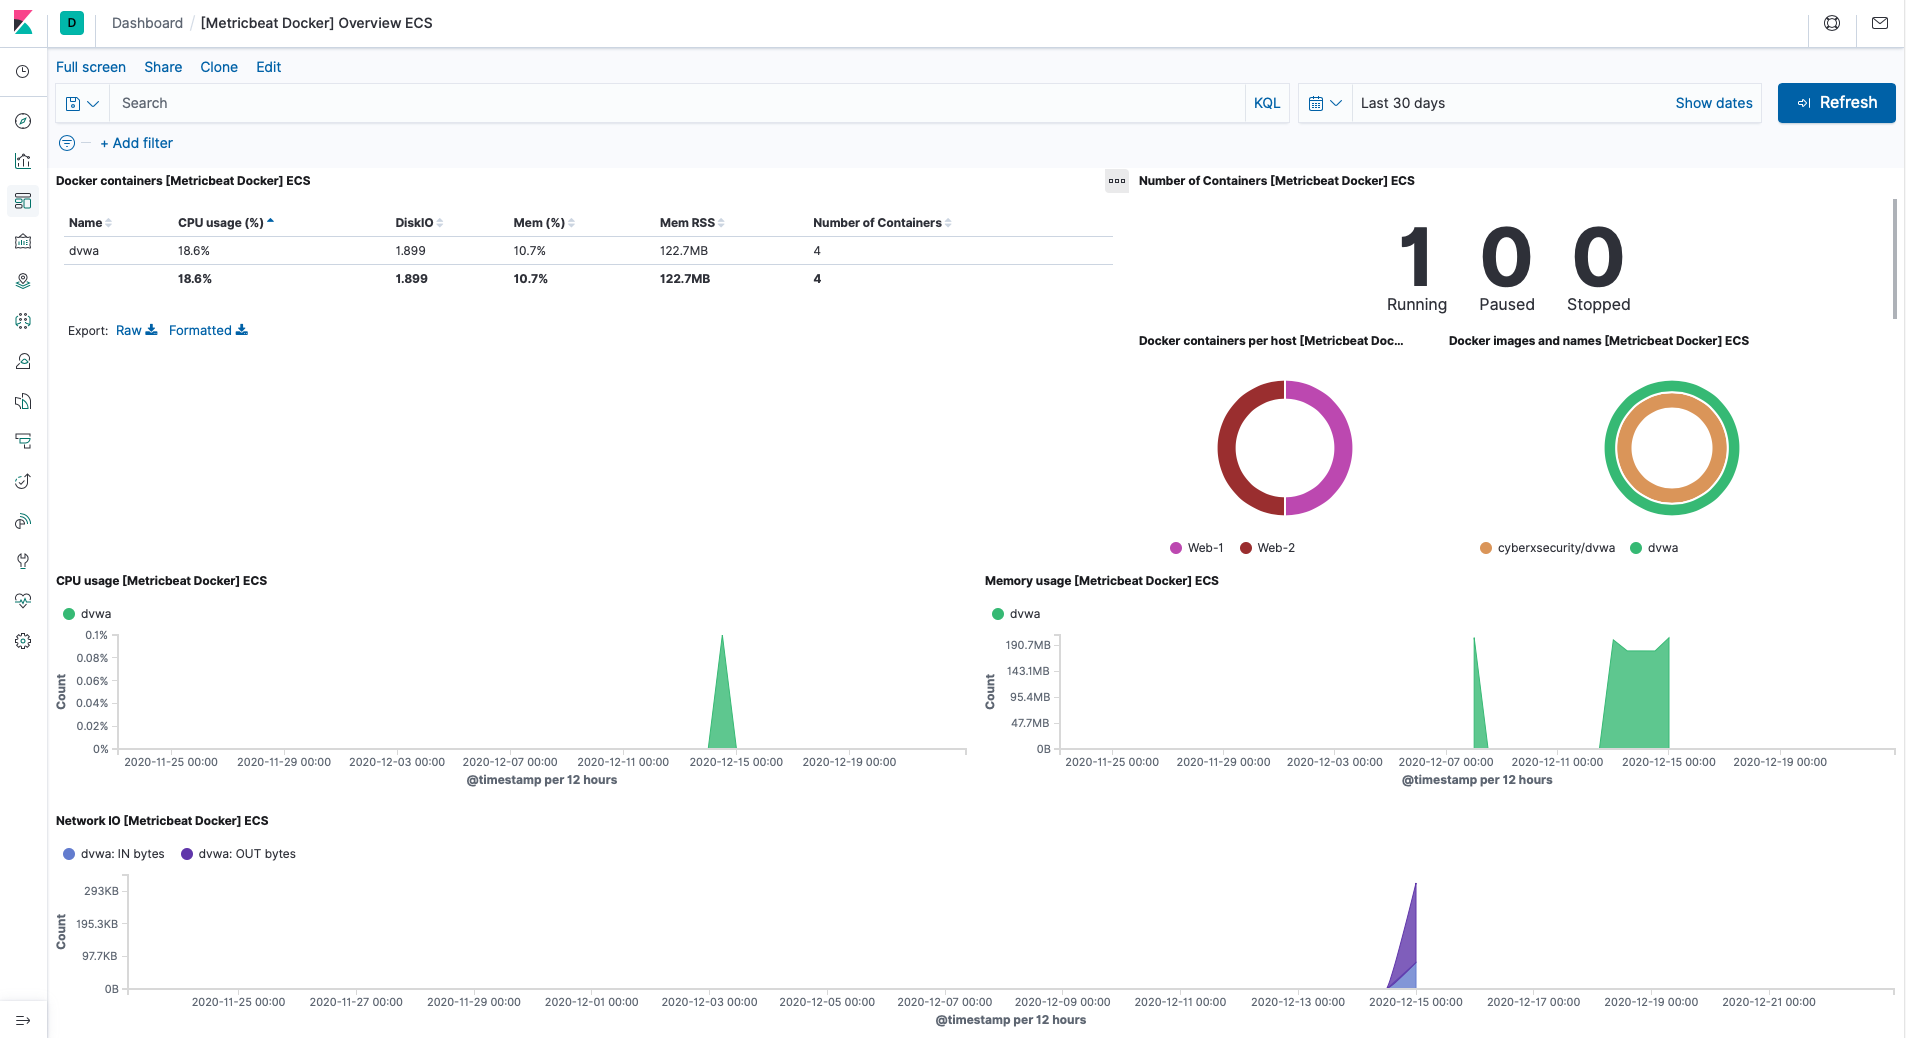 D
Dashboard / [Metricbeat Docker] Overview ECS
Full screen Share Clone Edit
Search KQL Last 30 days Show dates Refresh
+ Add filter
Docker containers [Metricbeat Docker] ECS
Name CPU usage (%) DiskIO Mem (%) Mem RSS Number of Containers
dvwa 18.6% 1.899 10.7% 122.7MB 4
18.6% 1.899 10.7% 122.7MB 4
Export: Raw Formatted
Number of Containers [Metricbeat Docker] ECS
1 0 0
Running Paused Stopped
Docker containers per host [Metricbeat Doc...
Web-1 Web-2
Docker images and names [Metricbeat Docker] ECS
cyberxsecurity/dvwa dvwa
CPU usage [Metricbeat Docker] ECS
dvwa
Count
0.1%
0.08%
0.06%
0.04%
0.02%
0%
2020-11-25 00:00 2020-11-29 00:00 2020-12-03 00:00 2020-12-07 00:00 2020-12-11 00:00 2020-12-15 00:00 2020-12-19 00:00
@timestamp per 12 hours
Memory usage [Metricbeat Docker] ECS
dvwa
Count
190.7MB
143.1MB
95.4MB
47.7MB
0B
2020-11-25 00:00 2020-11-29 00:00 2020-12-03 00:00 2020-12-07 00:00 2020-12-11 00:00 2020-12-15 00:00 2020-12-19 00:00
@timestamp per 12 hours
Network IO [Metricbeat Docker] ECS
dvwa: IN bytes dvwa: OUT bytes
Count
293KB
195.3KB
97.7KB
0B
2020-11-25 00:00 2020-11-27 00:00 2020-11-29 00:00 2020-12-01 00:00 2020-12-03 00:00 2020-12-05 00:00 2020-12-07 00:00 2020-12-09 00:00 2020-12-11 00:00 2020-12-13 00:00 2020-12-15 00:00 2020-12-17 00:00 2020-12-19 00:00 2020-12-21 00:00
@timestamp per 12 hours